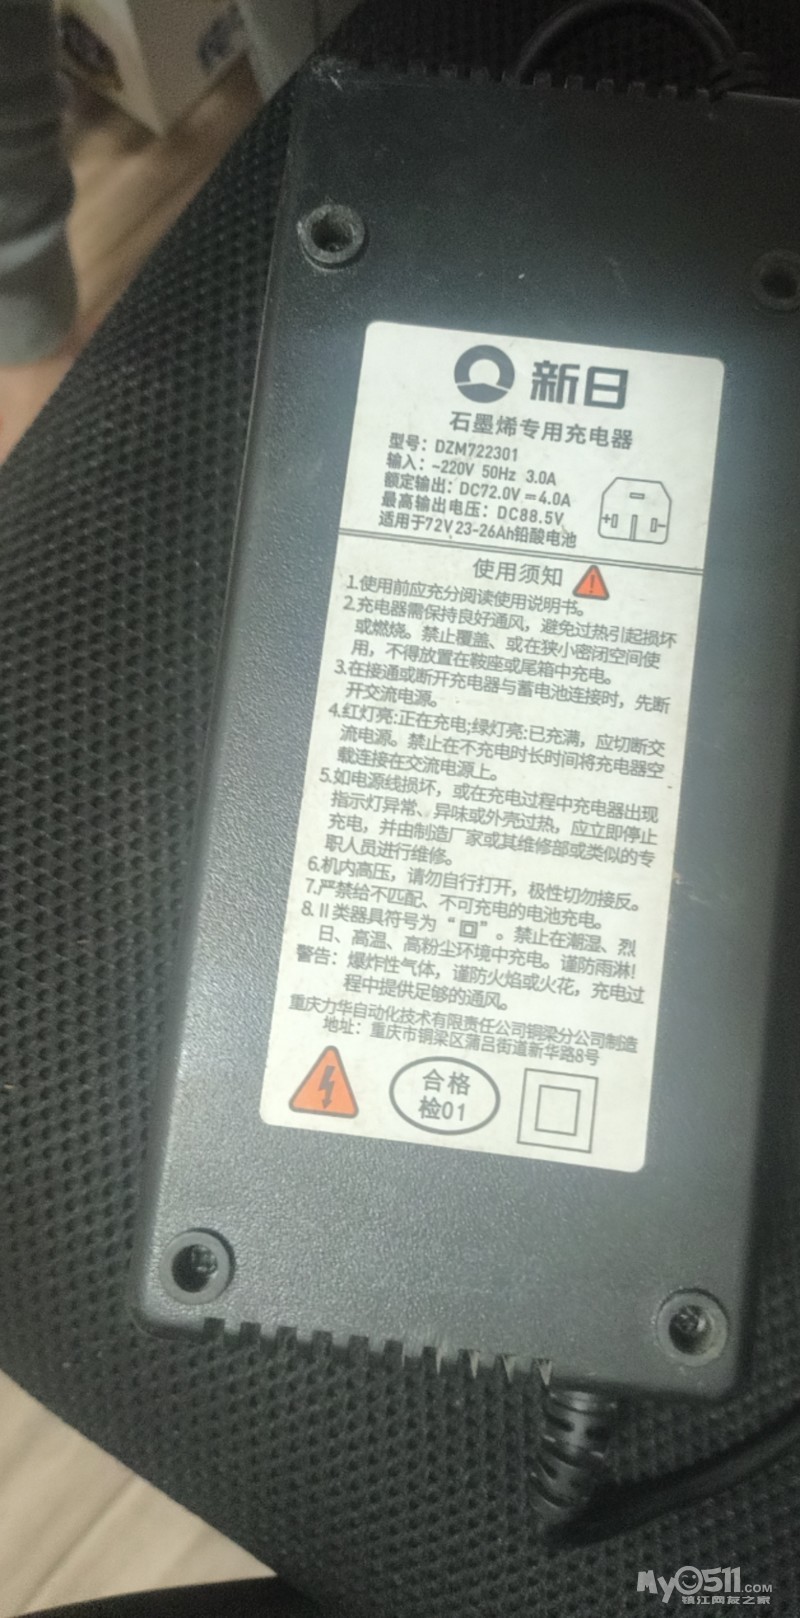 新日
石墨烯专用充电器
型号：DZM722301
输入：~220V 50Hz 3.0A
额定输出：DC72.0V⎓4.0A
最高输出电压：DC88.5V
适用于72V23-26Ah铅酸电池
使用须知
1.使用前应充分阅读使用说明书。
2.充电器需保持良好通风，避免过热引起损坏
或燃烧。禁止覆盖、或在狭小密闭空间使
用，不得放置在鞍座或尾箱中充电。
3.在接通或断开充电器与蓄电池连接时，先断
开交流电源。
4.红灯亮:正在充电;绿灯亮:已充满，应切断交
流电源。禁止在不充电时长时间将充电器空
载连接在交流电源上。
5.如电源线损坏，或在充电过程中充电器出现
指示灯异常、异味或外壳过热，应立即停止
充电，并由制造厂家或其维修部或类似的专
职人员进行维修。
6.机内高压，请勿自行打开，极性切勿接反。
7.严禁给不匹配、不可充电的电池充电。
8.II类器具符号为“回”。禁止在潮湿、烈
日、高温、高粉尘环境中充电。谨防雨淋!
警告：爆炸性气体，谨防火焰或火花，充电过
程中提供足够的通风。
重庆力华自动化技术有限责任公司铜梁分公司制造
地址：重庆市铜梁区蒲吕街道新华路8号
合格
检01
My0511.COM
镇江网友之家